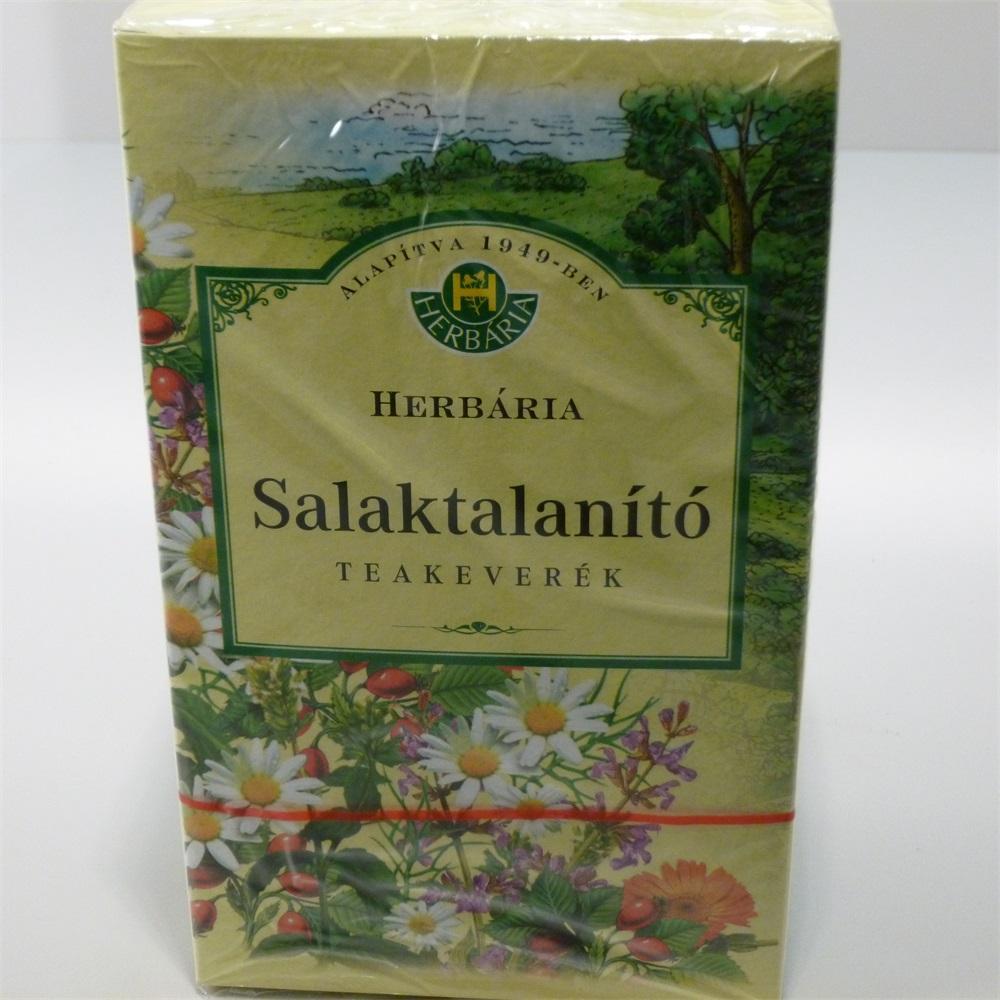 ALAPÍTVA 1949-BEN
H
HERBÁRIA
HERBÁRIA
Salaktalanító
TEAKEVERÉK